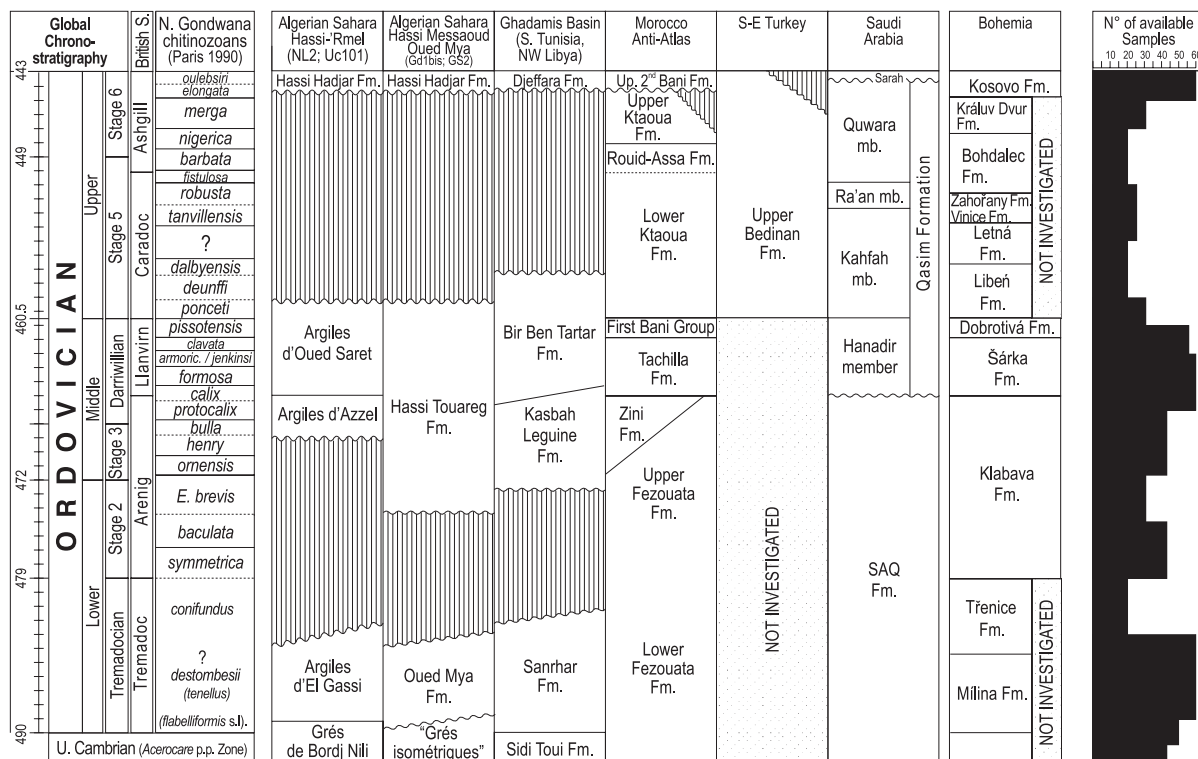 Global
Chrono-
stratigraphy
British S.
N. Gondwana
chitinozoans
(Paris 1990)
Algerian Sahara
Hassi-'Rmel
(NL2; Uc101)
Algerian Sahara
Hassi Messaoud
Oued Mya
(Gd1bis; GS2)
Ghadamis Basin
(S. Tunisia,
NW Libya)
Morocco
Anti-Atlas
S-E Turkey
Saudi
Arabia
Bohemia
N° of available
Samples
10 20 30 40 50 60
443
449
460.5
472
479
490
ORDOVICIAN
Upper
Middle
Lower
Stage 6
Stage 5
Darriwillian
Stage 3
Stage 2
Tremadocian
Ashgill
Caradoc
Llanvirn
Arenig
Tremadoc
oulebsiri
elongata
merga
nigerica
barbata
fistulosa
robusta
tanvillensis
?
dalbyensis
deunffi
ponceti
pissotensis
clavata
armoric. / jenkinsi
formosa
calix
protocalix
bulla
henry
ornensis
E. brevis
baculata
symmetrica
conifundus
?
destombesii
(tenellus)
(flabelliformis s.l).
U. Cambrian (Acerocare p.p. Zone)
Hassi Hadjar Fm.
Argiles
d'Oued Saret
Argiles d'Azzel
Argiles
d'El Gassi
Grés
de Bordj Nili
Hassi Hadjar Fm.
Hassi Touareg
Fm.
Oued Mya
Fm.
"Grés
isométriques"
Djeffara Fm.
Bir Ben Tartar
Fm.
Kasbah
Leguine
Fm.
Sanrhar
Fm.
Sidi Toui Fm.
Up. 2nd Bani Fm.
Upper
Ktaoua
Fm.
Rouid-Assa Fm.
Lower
Ktaoua
Fm.
First Bani Group
Tachilla
Fm.
Zini
Fm.
Upper
Fezouata
Fm.
Lower
Fezouata
Fm.
Upper
Bedinan
Fm.
NOT INVESTIGATED
Sarah
Quwara
mb.
Ra'an mb.
Kahfah
mb.
Hanadir
member
Qasim Formation
SAQ
Fm.
Kosovo Fm.
Králuv Dvur
Fm.
Bohdalec
Fm.
Zahořany Fm.
Vinice Fm.
Letná
Fm.
Libeń
Fm.
NOT INVESTIGATED
Dobrotivá Fm.
Šárka
Fm.
Klabava
Fm.
Třenice
Fm.
Mílina Fm.
NOT INVESTIGATED